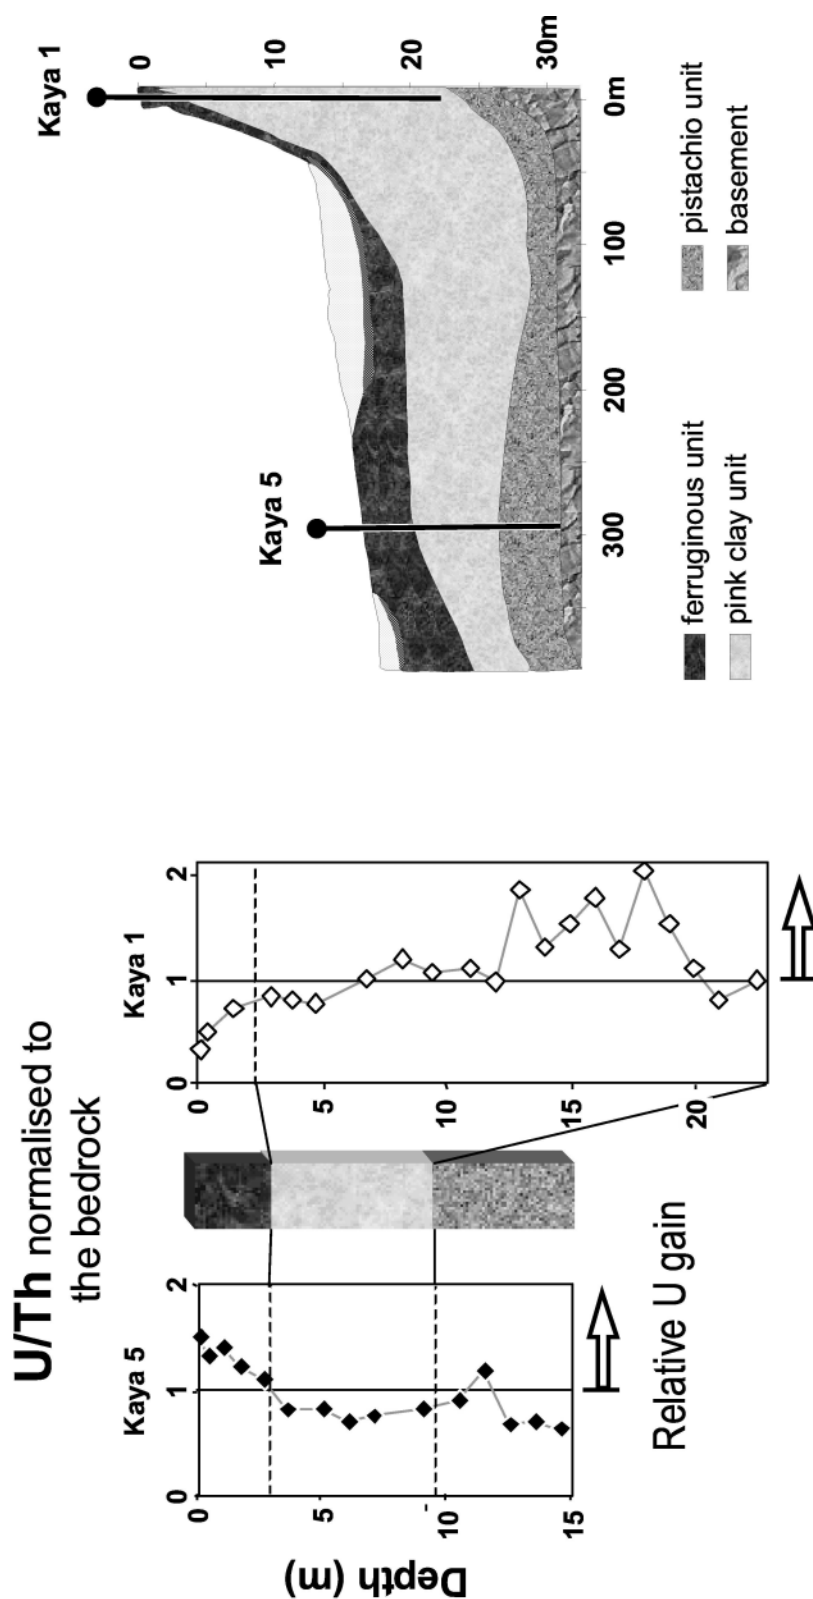 U/Th normalised to
the bedrock
Kaya 5
0
1
2
0
5
10
15
Depth (m)
Relative U gain
Kaya 1
0
1
2
0
5
10
15
20
Kaya 5
Kaya 1
0
10
20
30m
300
200
100
0m
ferruginous unit
pink clay unit
pistachio unit
basement